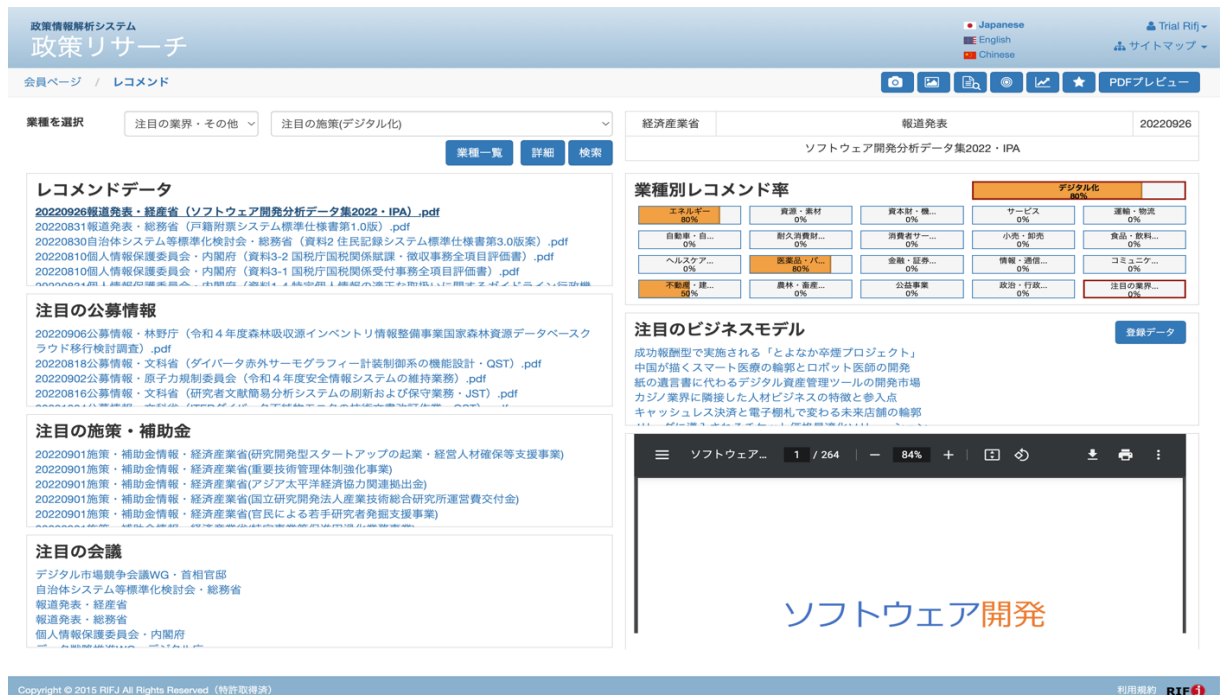 政策情報解析システム
政策リサーチ
Japanese
English
Chinese
Trial Rifj
サイトマップ
会員ページ / レコメンド
PDFプレビュー
業種を選択
注目の業界・その他
注目の施策(デジタル化)
業種一覧
詳細
検索
経済産業省 報道発表 20220926
ソフトウェア開発分析データ集2022・IPA
レコメンドデータ
20220926報道発表・経産省（ソフトウェア開発分析データ集2022・IPA）.pdf
20220831報道発表・総務省（戸籍附票システム標準仕様書第1.0版）.pdf
20220830自治体システム等標準化検討会・総務省（資料2 住民記録システム標準仕様書第3.0版案）.pdf
20220810個人情報保護委員会・内閣府（資料3-2 国税庁国税関係賦課・徴収事務全項目評価書）.pdf
20220810個人情報保護委員会・内閣府（資料3-1 国税庁国税関係受付事務全項目評価書）.pdf
注目の公募情報
20220906公募情報・林野庁（令和４年度森林吸収源インベントリ情報整備事業国家森林資源データベースク
ラウド移行検討調査）.pdf
20220818公募情報・文科省（ダイバータ赤外サーモグラフィー計装制御系の機能設計・QST）.pdf
20220902公募情報・原子力規制委員会（令和４年度安全情報システムの維持業務）.pdf
20220816公募情報・文科省（研究者文献簡易分析システムの刷新および保守業務・JST）.pdf
注目の施策・補助金
20220901施策・補助金情報・経済産業省(研究開発型スタートアップの起業・経営人材確保等支援事業)
20220901施策・補助金情報・経済産業省(重要技術管理体制強化事業)
20220901施策・補助金情報・経済産業省(アジア太平洋経済協力関連拠出金)
20220901施策・補助金情報・経済産業省(国立研究開発法人産業技術総合研究所運営費交付金)
20220901施策・補助金情報・経済産業省(官民による若手研究者発掘支援事業)
注目の会議
デジタル市場競争会議WG・首相官邸
自治体システム等標準化検討会・総務省
報道発表・経産省
報道発表・総務省
個人情報保護委員会・内閣府
業種別レコメンド率
デジタル化
80%
エネルギー
80%
資源・素材
0%
資本財・機...
0%
サービス
0%
運輸・物流
0%
自動車・自...
0%
耐久消費財...
0%
消費者サー...
0%
小売・卸売
0%
食品・飲料...
0%
ヘルスケア...
0%
医薬品・バ...
80%
金融・証券...
0%
情報・通信...
0%
コミュニケ...
0%
不動産・建...
50%
農林・畜産...
0%
公益事業
0%
政治・行政...
0%
注目の業界...
0%
注目のビジネスモデル
登録データ
成功報酬型で実施される「とよなか卒煙プロジェクト」
中国が描くスマート医療の輪郭とロボット医師の開発
紙の遺言書に代わるデジタル資産管理ツールの開発市場
カジノ業界に隣接した人材ビジネスの特徴と参入点
キャッシュレス決済と電子棚札で変わる未来店舗の輪郭
ソフトウェア... 1 / 264 84%
ソフトウェア開発
Copyright © 2015 RIFJ All Rights Reserved（特許取得済）
利用規約
RIFJ